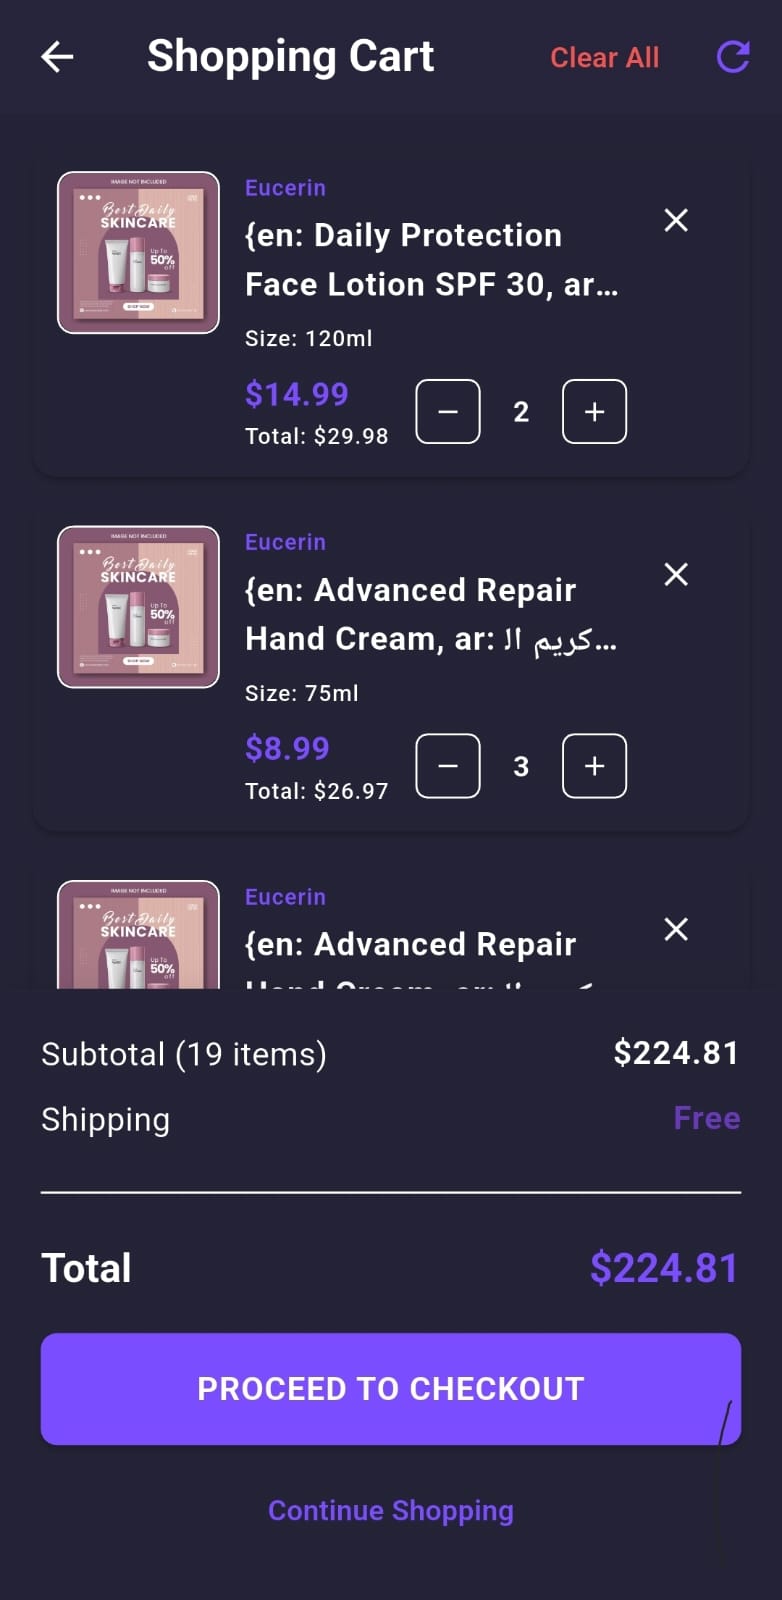 Shopping Cart
Clear All
IMAGE NOT INCLUDED
Best Daily
SKINCARE
Up To
50%
off
SHOP NOW
Eucerin
{en: Daily Protection
Face Lotion SPF 30, ar...
Size: 120ml
$14.99
Total: $29.98
2
IMAGE NOT INCLUDED
Best Daily
SKINCARE
Up To
50%
off
SHOP NOW
Eucerin
{en: Advanced Repair
Hand Cream, ar: كريم ال...
Size: 75ml
$8.99
Total: $26.97
3
IMAGE NOT INCLUDED
Best Daily
SKINCARE
Up To
50%
off
Eucerin
{en: Advanced Repair
Subtotal (19 items)
$224.81
Shipping
Free
Total
$224.81
PROCEED TO CHECKOUT
Continue Shopping